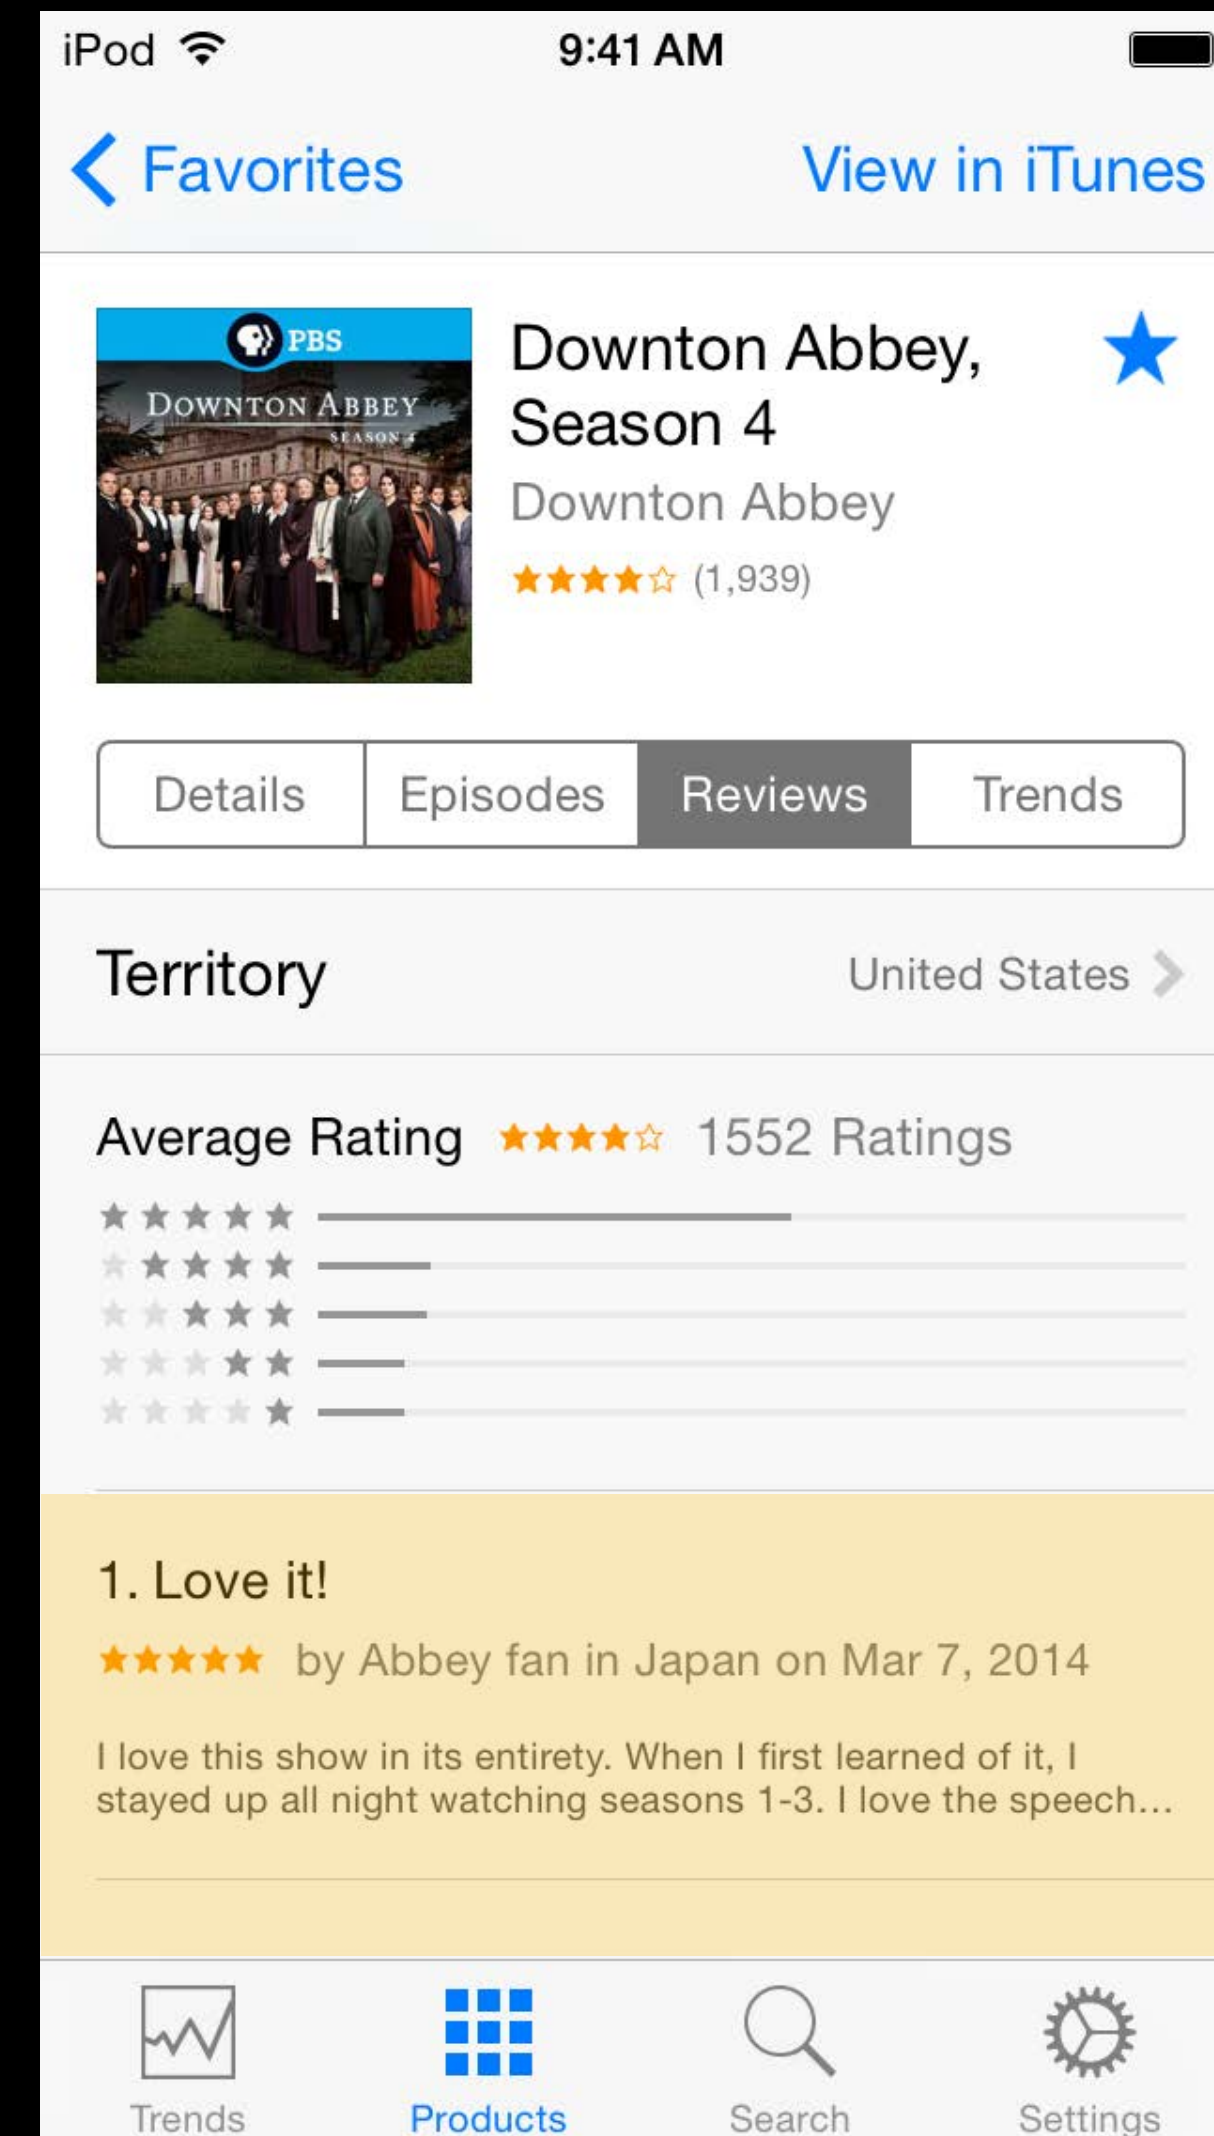 iPod 9:41 AM
Favorites View in iTunes
PBS
DOWNTON ABBEY
SEASON 4
Downton Abbey,
Season 4
Downton Abbey
(1,939)
Details Episodes Reviews Trends
Territory United States
Average Rating 1552 Ratings
1. Love it!
by Abbey fan in Japan on Mar 7, 2014
I love this show in its entirety. When I first learned of it, I
stayed up all night watching seasons 1-3. I love the speech...
Trends Products Search Settings